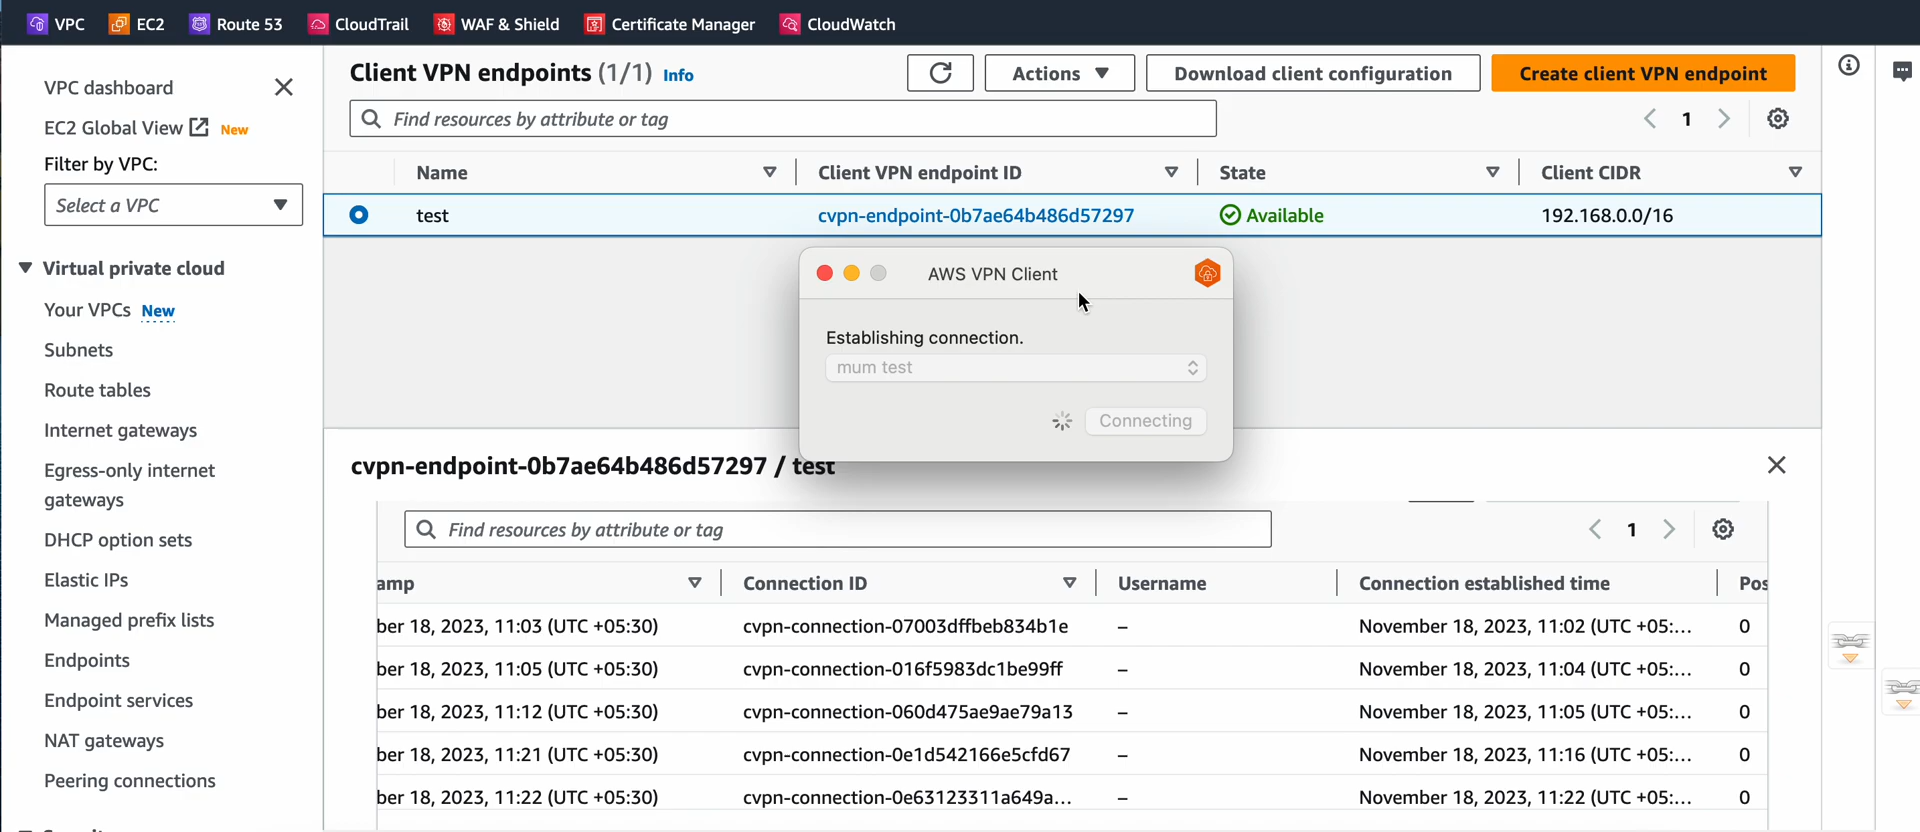 VPC EC2 Route 53 CloudTrail WAF & Shield Certificate Manager CloudWatch
VPC dashboard
EC2 Global View New
Filter by VPC:
Select a VPC
Virtual private cloud
Your VPCs New
Subnets
Route tables
Internet gateways
Egress-only internet
gateways
DHCP option sets
Elastic IPs
Managed prefix lists
Endpoints
Endpoint services
NAT gateways
Peering connections
Client VPN endpoints (1/1) Info
Actions
Download client configuration
Create client VPN endpoint
Find resources by attribute or tag
1
Name Client VPN endpoint ID State Client CIDR
test cvpn-endpoint-0b7ae64b486d57297 Available 192.168.0.0/16
AWS VPN Client
Establishing connection.
mum test
Connecting
cvpn-endpoint-0b7ae64b486d57297 / test
Find resources by attribute or tag
1
amp Connection ID Username Connection established time Pos
ber 18, 2023, 11:03 (UTC +05:30) cvpn-connection-07003dffbeb834b1e – November 18, 2023, 11:02 (UTC +05:... 0
ber 18, 2023, 11:05 (UTC +05:30) cvpn-connection-016f5983dc1be99ff – November 18, 2023, 11:04 (UTC +05:... 0
ber 18, 2023, 11:12 (UTC +05:30) cvpn-connection-060d475ae9ae79a13 – November 18, 2023, 11:05 (UTC +05:... 0
ber 18, 2023, 11:21 (UTC +05:30) cvpn-connection-0e1d542166e5cfd67 – November 18, 2023, 11:16 (UTC +05:... 0
ber 18, 2023, 11:22 (UTC +05:30) cvpn-connection-0e63123311a649a... – November 18, 2023, 11:22 (UTC +05:... 0